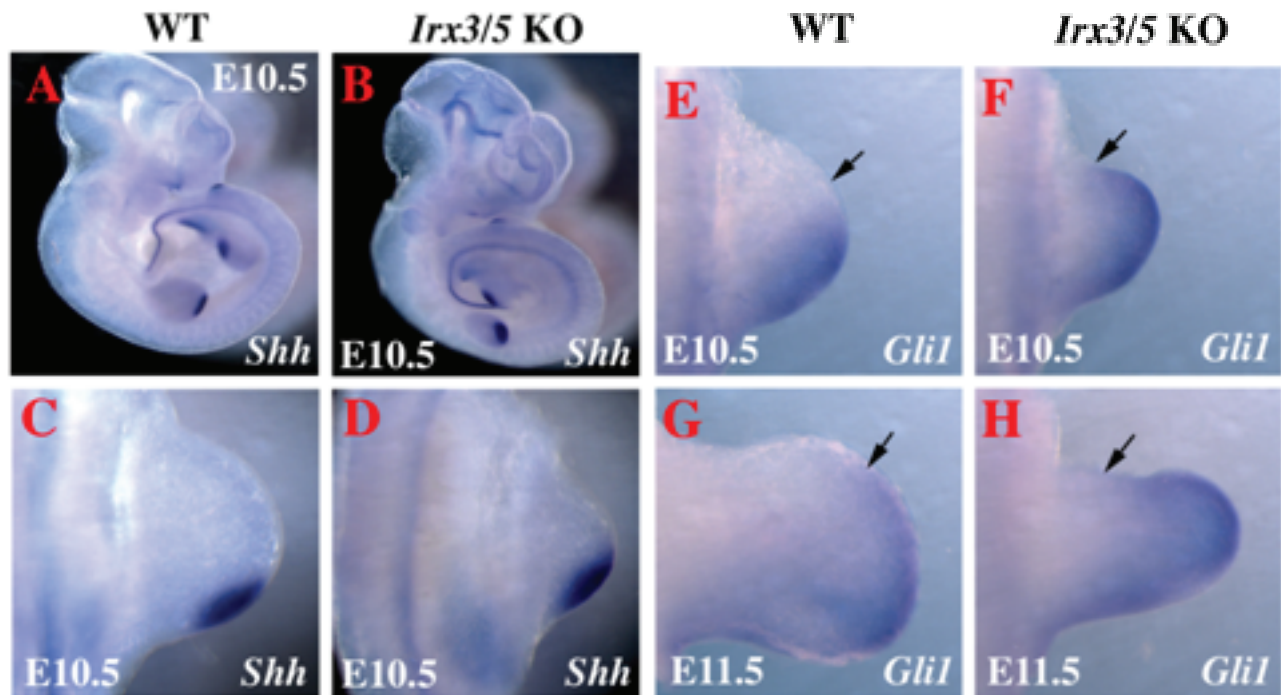 WT
Irx3/5 KO
WT
Irx3/5 KO
A
E10.5
Shh
B
E10.5
Shh
E
E10.5
Gli1
F
E10.5
Gli1
C
E10.5
Shh
D
E10.5
Shh
G
E11.5
Gli1
H
E11.5
Gli1